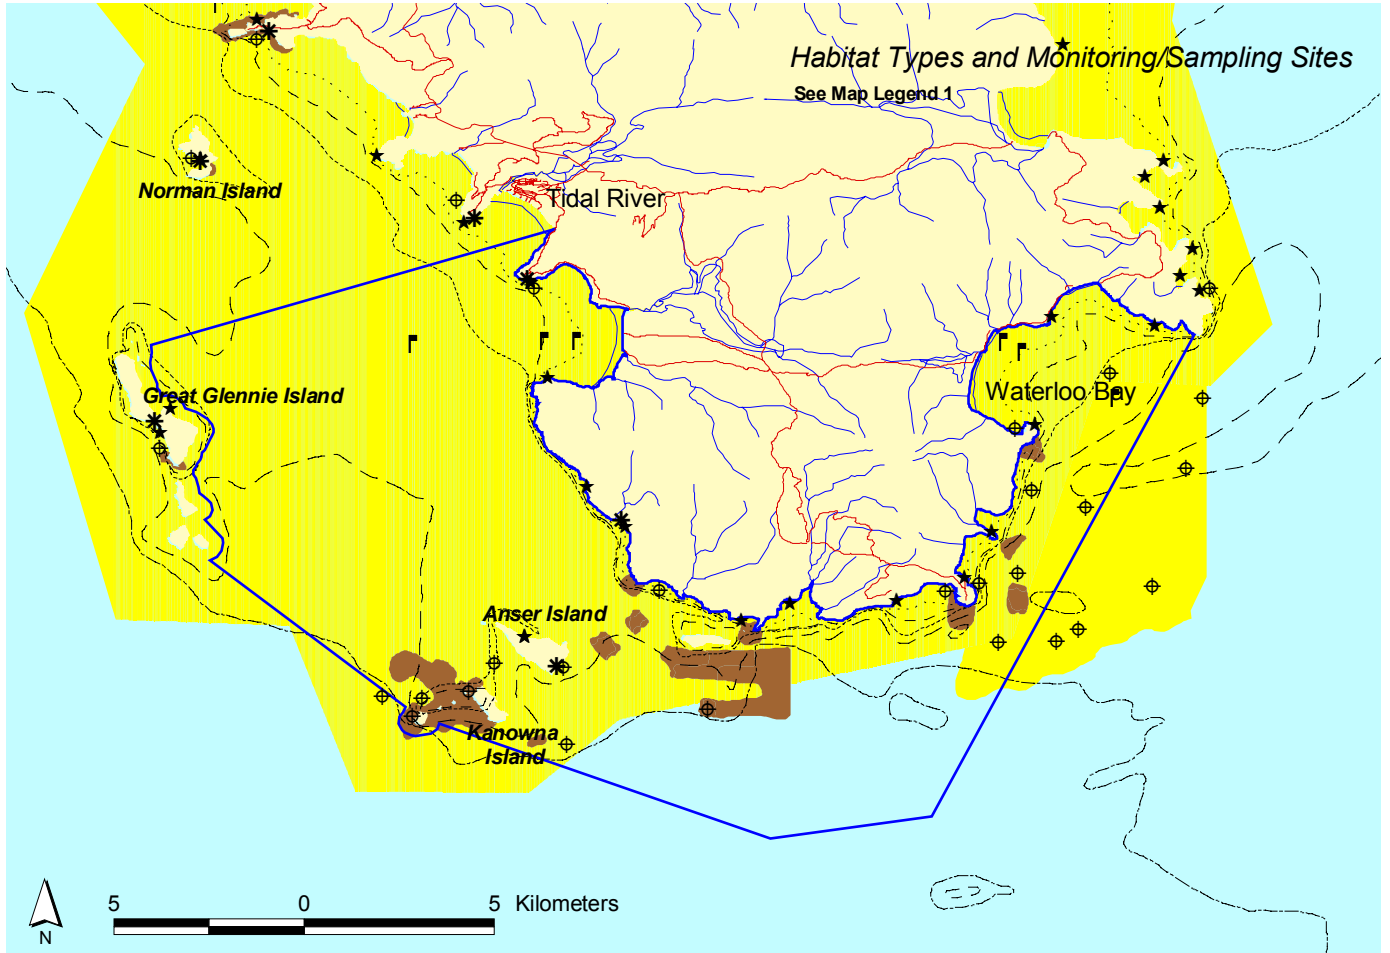 Habitat Types and Monitoring/Sampling Sites
See Map Legend 1
Norman Island
Tidal River
Great Glennie Island
Waterloo Bay
Anser Island
Kanowna
Island
5 0 5 Kilometers
N